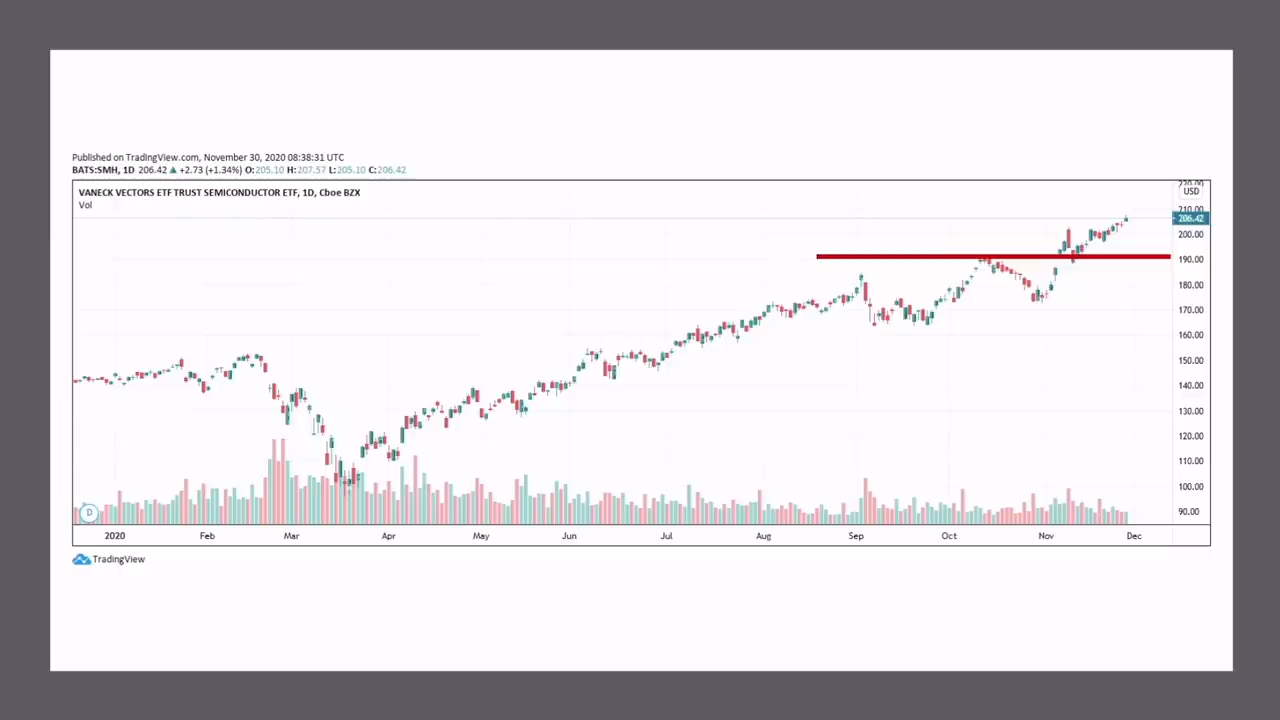 Published on TradingView.com, November 30, 2020 08:38:31 UTC
BATS:SMH, 1D 206.42 ▲ +2.73 (+1.34%) O:205.10 H:207.57 L:205.10 C:206.42
VANECK VECTORS ETF TRUST SEMICONDUCTOR ETF, 1D, Cboe BZX
Vol
220.00
USD
210.00
206.42
200.00
190.00
180.00
170.00
160.00
150.00
140.00
130.00
120.00
110.00
100.00
90.00
D
2020 Feb Mar Apr May Jun Jul Aug Sep Oct Nov Dec
TradingView